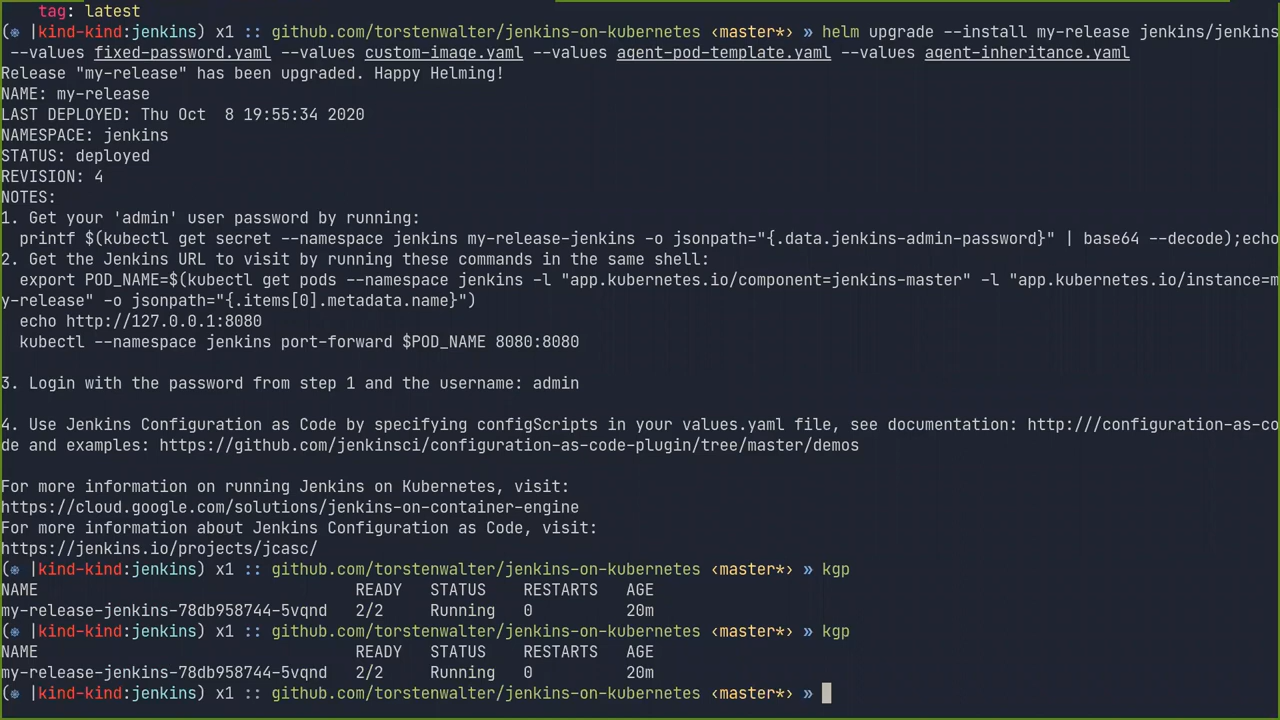 tag: latest
(⎈ |kind-kind:jenkins) x1 :: github.com/torstenwalter/jenkins-on-kubernetes ‹master*› » helm upgrade --install my-release jenkins/jenkins
--values fixed-password.yaml --values custom-image.yaml --values agent-pod-template.yaml --values agent-inheritance.yaml
Release "my-release" has been upgraded. Happy Helming!
NAME: my-release
LAST DEPLOYED: Thu Oct  8 19:55:34 2020
NAMESPACE: jenkins
STATUS: deployed
REVISION: 4
NOTES:
1. Get your 'admin' user password by running:
  printf $(kubectl get secret --namespace jenkins my-release-jenkins -o jsonpath="{.data.jenkins-admin-password}" | base64 --decode);echo
2. Get the Jenkins URL to visit by running these commands in the same shell:
  export POD_NAME=$(kubectl get pods --namespace jenkins -l "app.kubernetes.io/component=jenkins-master" -l "app.kubernetes.io/instance=m
y-release" -o jsonpath="{.items[0].metadata.name}")
  echo http://127.0.0.1:8080
  kubectl --namespace jenkins port-forward $POD_NAME 8080:8080
3. Login with the password from step 1 and the username: admin
4. Use Jenkins Configuration as Code by specifying configScripts in your values.yaml file, see documentation: http:///configuration-as-co
de and examples: https://github.com/jenkinsci/configuration-as-code-plugin/tree/master/demos
For more information on running Jenkins on Kubernetes, visit:
https://cloud.google.com/solutions/jenkins-on-container-engine
For more information about Jenkins Configuration as Code, visit:
https://jenkins.io/projects/jcasc/
(⎈ |kind-kind:jenkins) x1 :: github.com/torstenwalter/jenkins-on-kubernetes ‹master*› » kgp
NAME                                  READY   STATUS    RESTARTS   AGE
my-release-jenkins-78db958744-5vqnd   2/2     Running   0          20m
(⎈ |kind-kind:jenkins) x1 :: github.com/torstenwalter/jenkins-on-kubernetes ‹master*› » kgp
NAME                                  READY   STATUS    RESTARTS   AGE
my-release-jenkins-78db958744-5vqnd   2/2     Running   0          20m
(⎈ |kind-kind:jenkins) x1 :: github.com/torstenwalter/jenkins-on-kubernetes ‹master*› »